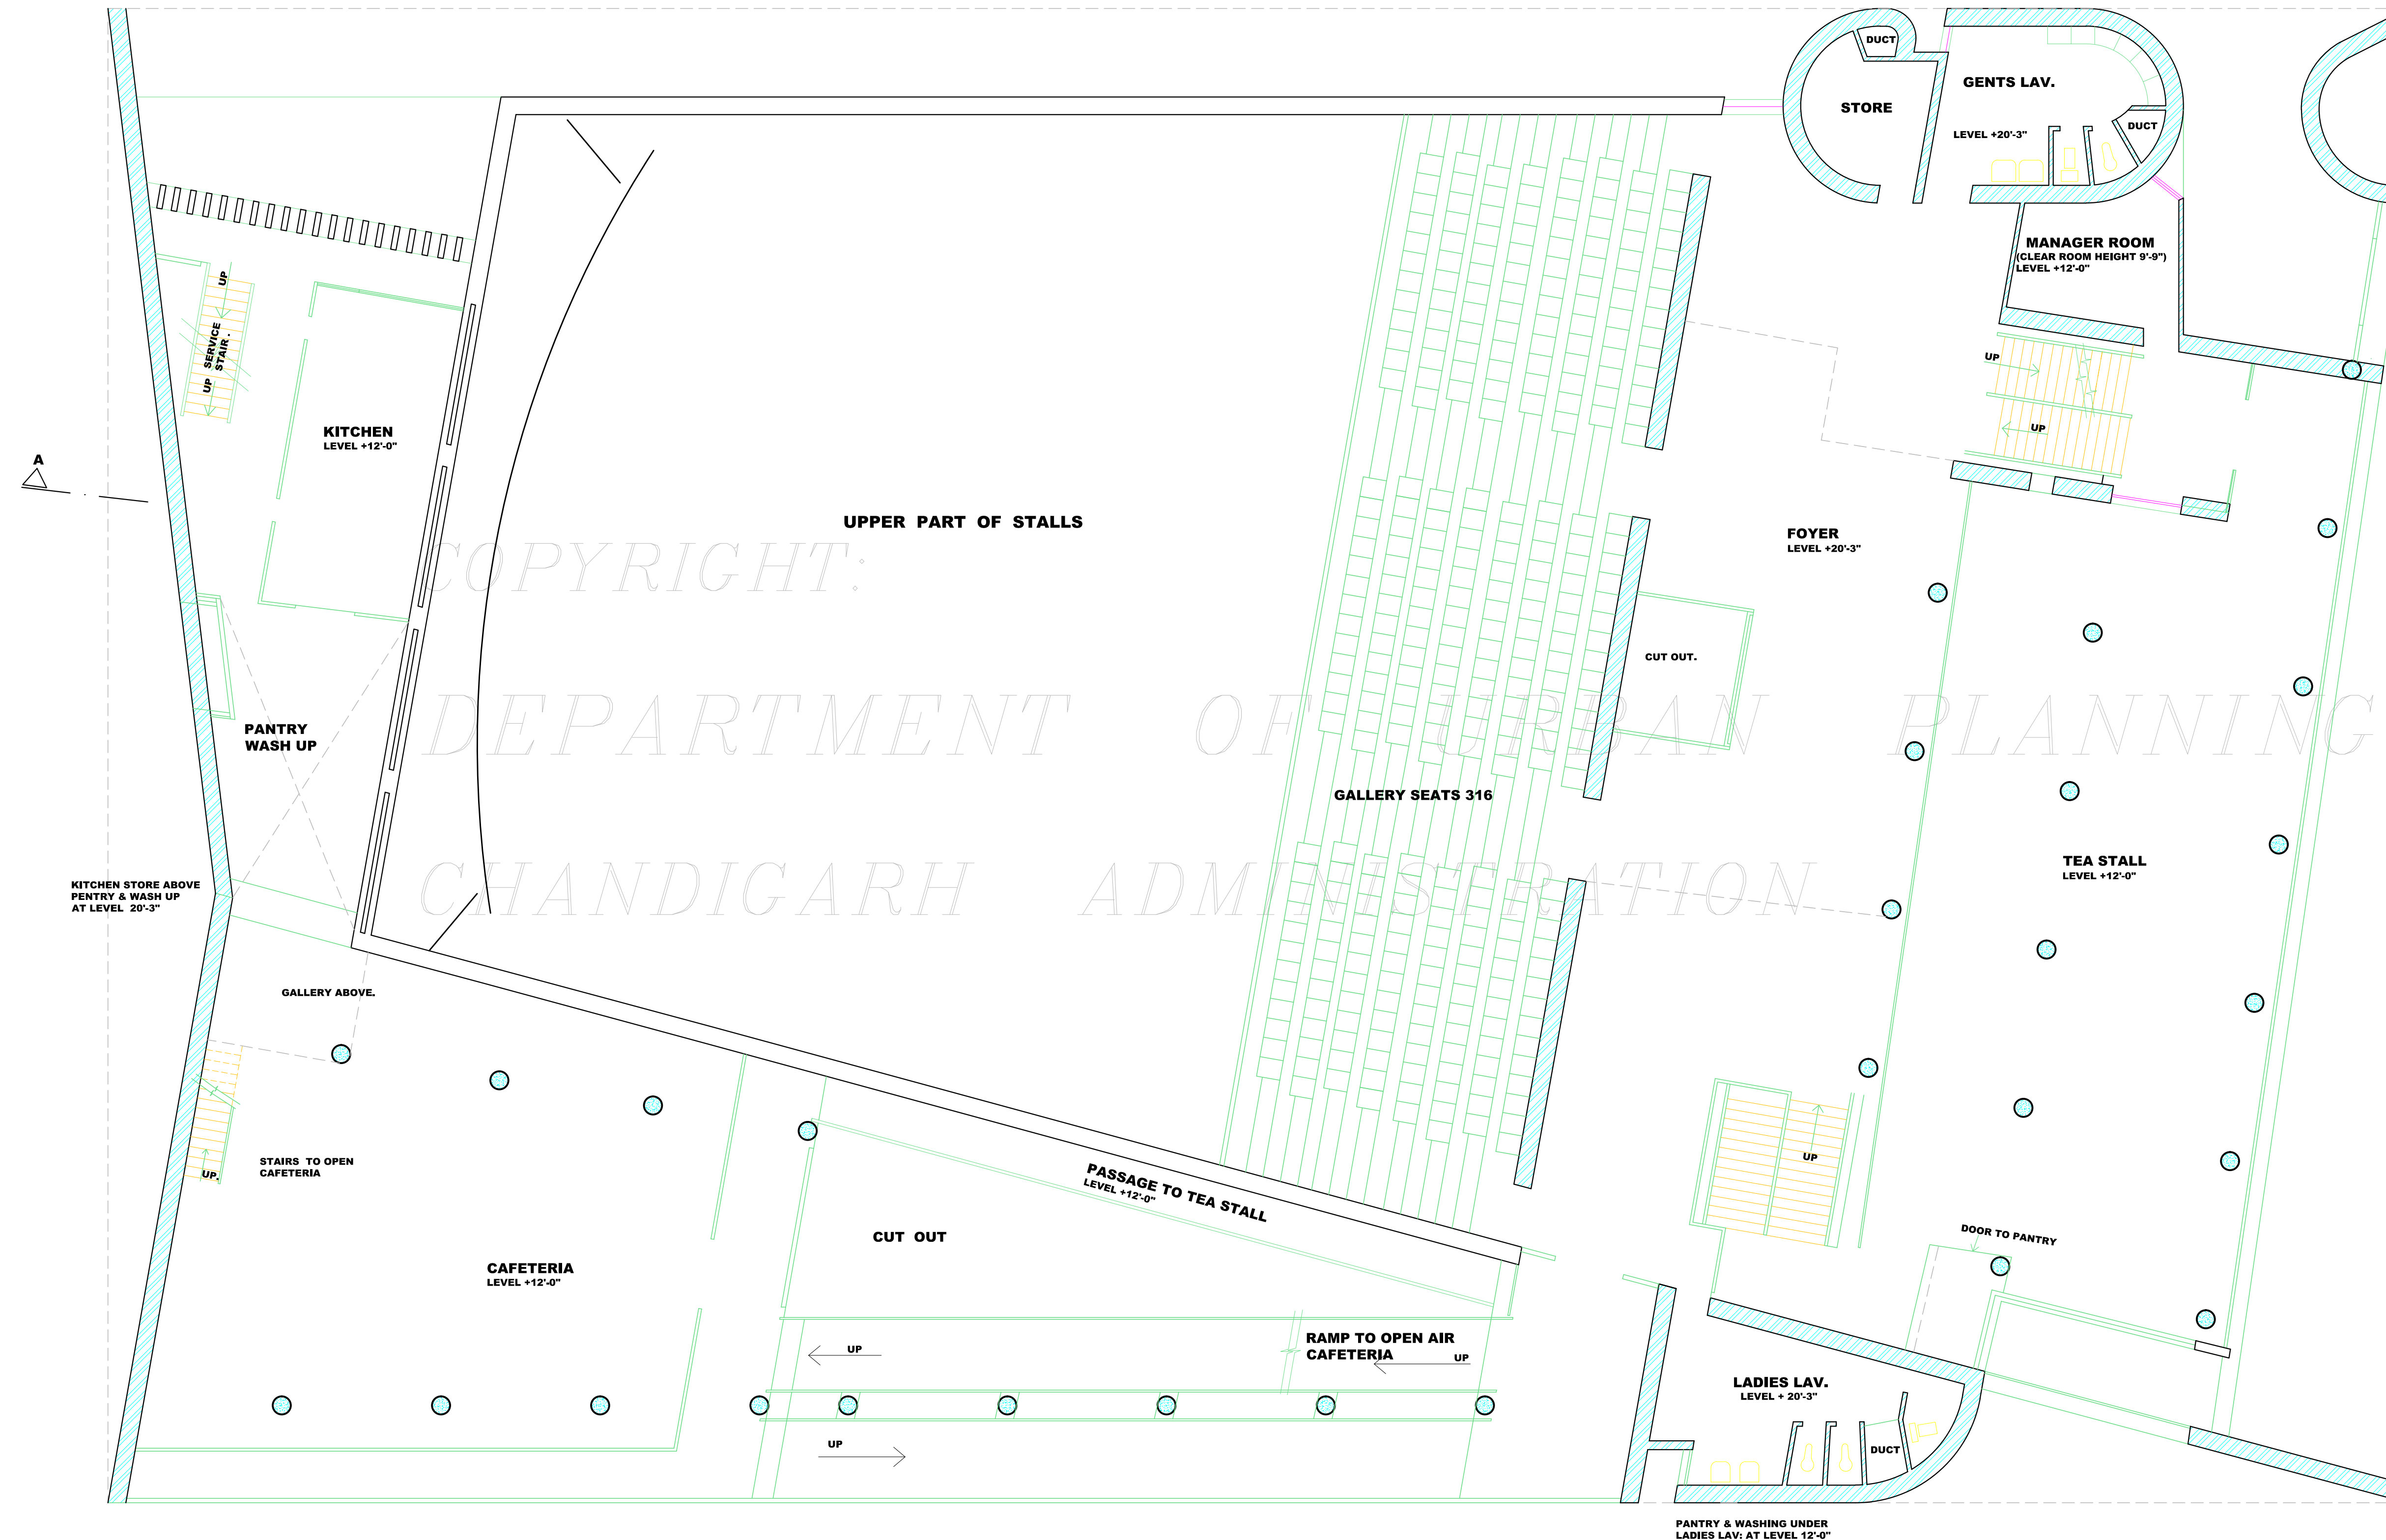 DUCT
GENTS LAV.
STORE
DUCT
LEVEL +20'-3"
MANAGER ROOM
(CLEAR ROOM HEIGHT 9'-9")
LEVEL +12'-0"
UP
SERVICE
STAIR .
UP
UP
UP
KITCHEN
LEVEL +12'-0"
A
UPPER PART OF STALLS
FOYER
LEVEL +20'-3"
COPYRIGHT:
CUT OUT.
DEPARTMENT OF URBAN PLANNING
PANTRY
WASH UP
GALLERY SEATS 316
TEA STALL
LEVEL +12'-0"
KITCHEN STORE ABOVE
PENTRY & WASH UP
AT LEVEL 20'-3"
CHANDIGARH ADMINISTRATION
GALLERY ABOVE.
STAIRS TO OPEN
CAFETERIA
UP.
UP
PASSAGE TO TEA STALL
LEVEL +12'-0"
CUT OUT
DOOR TO PANTRY
CAFETERIA
LEVEL +12'-0"
RAMP TO OPEN AIR
CAFETERIA
UP
UP
LADIES LAV.
LEVEL + 20'-3"
UP
DUCT
PANTRY & WASHING UNDER
LADIES LAV: AT LEVEL 12'-0"